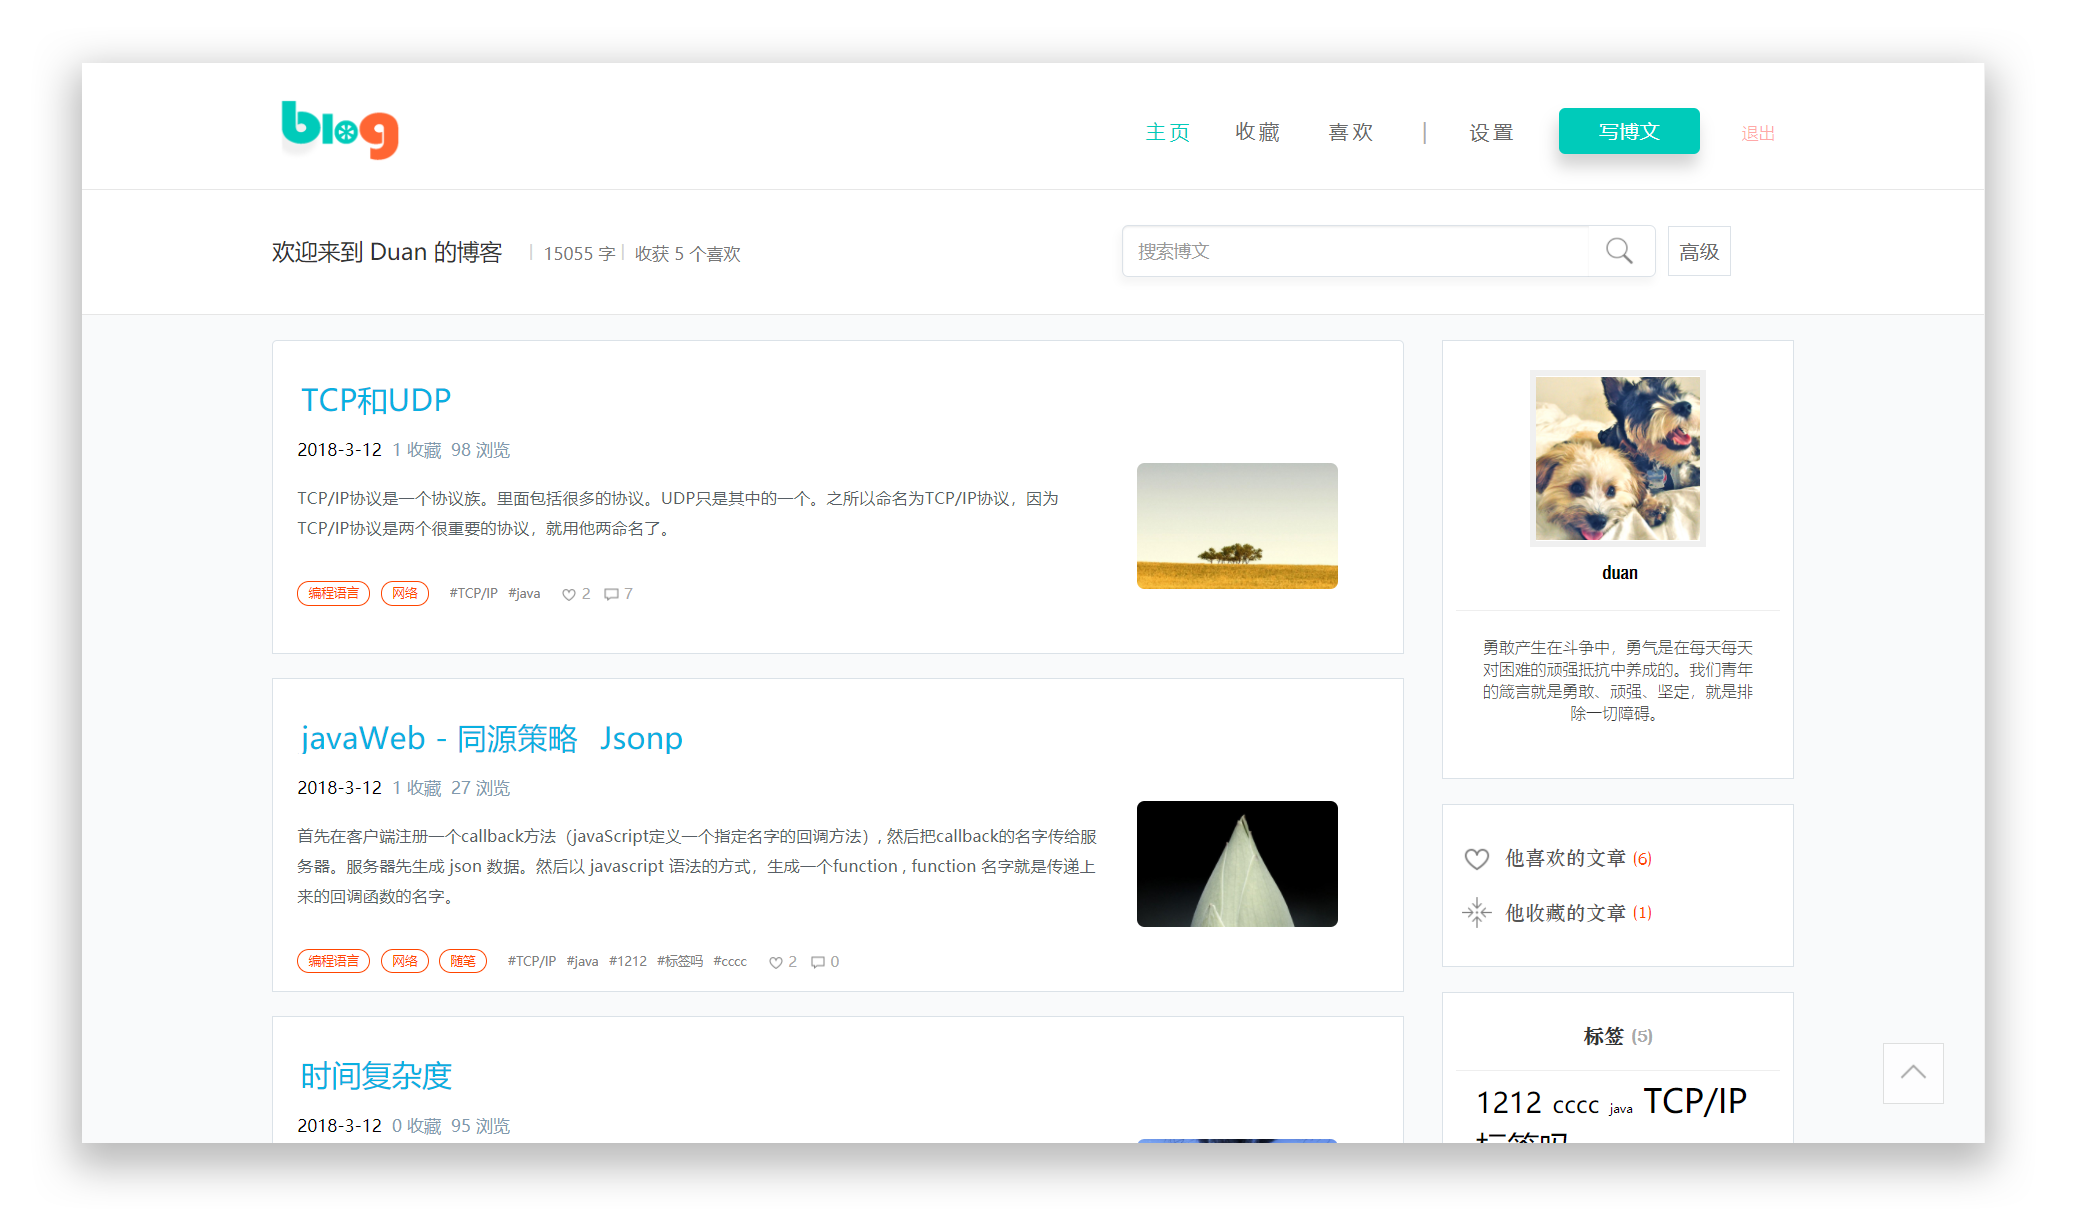 blog
主页 收藏 喜欢 | 设置 写博文 退出
欢迎来到 Duan 的博客 | 15055 字 | 收获 5 个喜欢
搜索博文
高级
TCP和UDP
2018-3-12 1 收藏 98 浏览
TCP/IP协议是一个协议族。里面包括很多的协议。UDP只是其中的一个。之所以命名为TCP/IP协议，因为
TCP/IP协议是两个很重要的协议，就用他两命名了。
编程语言 网络 #TCP/IP #java 2 7
javaWeb - 同源策略 Jsonp
2018-3-12 1 收藏 27 浏览
首先在客户端注册一个callback方法（javaScript定义一个指定名字的回调方法）, 然后把callback的名字传给服
务器。服务器先生成 json 数据。然后以 javascript 语法的方式，生成一个function , function 名字就是传递上
来的回调函数的名字。
编程语言 网络 随笔 #TCP/IP #java #1212 #标签吗 #cccc 2 0
时间复杂度
2018-3-12 0 收藏 95 浏览
duan
勇敢产生在斗争中，勇气是在每天每天
对困难的顽强抵抗中养成的。我们青年
的箴言就是勇敢、顽强、坚定，就是排
除一切障碍。
他喜欢的文章 (6)
他收藏的文章 (1)
标签 (5)
1212 cccc java TCP/IP
标签吗